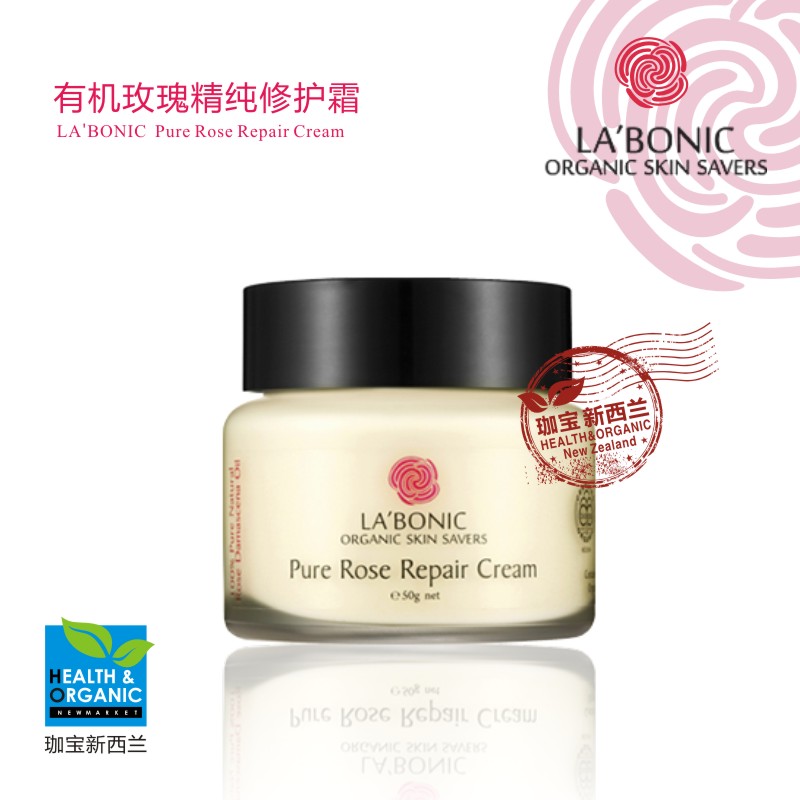 有机玫瑰精纯修护霜
LA'BONIC Pure Rose Repair Cream
LA'BONIC
ORGANIC SKIN SAVERS
珈宝新西兰
HEALTH&ORGANIC
New Zealand
100% Pure Natural
Rose Damascena Oil
LA'BONIC
ORGANIC SKIN SAVERS
Pure Rose Repair Cream
℮50g net
HEALTH &
ORGANIC
NEWMARKET
珈宝新西兰